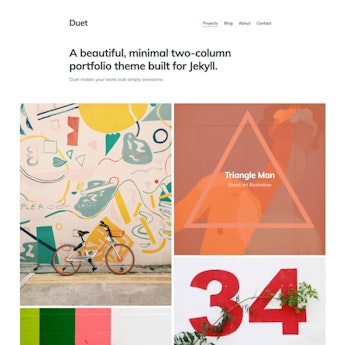 Duet
Projects Blog About Contact
A beautiful, minimal two-column
portfolio theme built for Jekyll.
Duet makes your work look simply awesome.
Triangle Man
Street art illustration
34